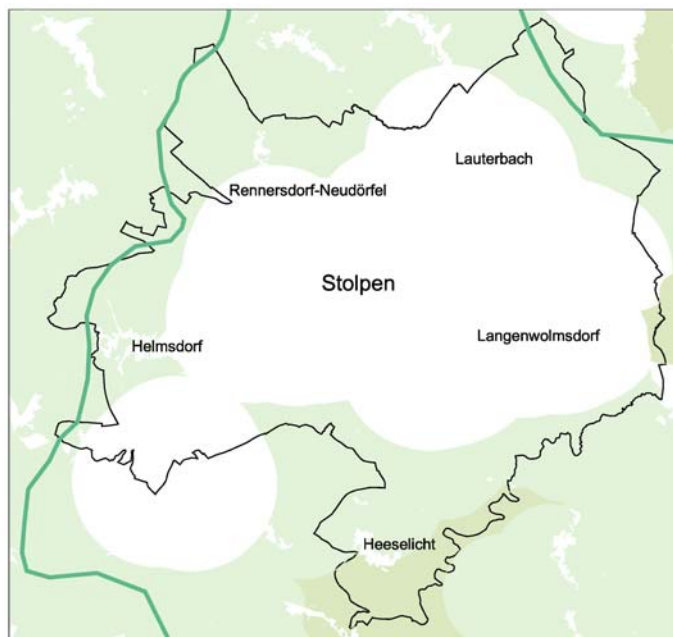 Lauterbach
Rennersdorf-Neudörfel
Stolpen
Langenwolmsdorf
Helmsdorf
Heeselicht